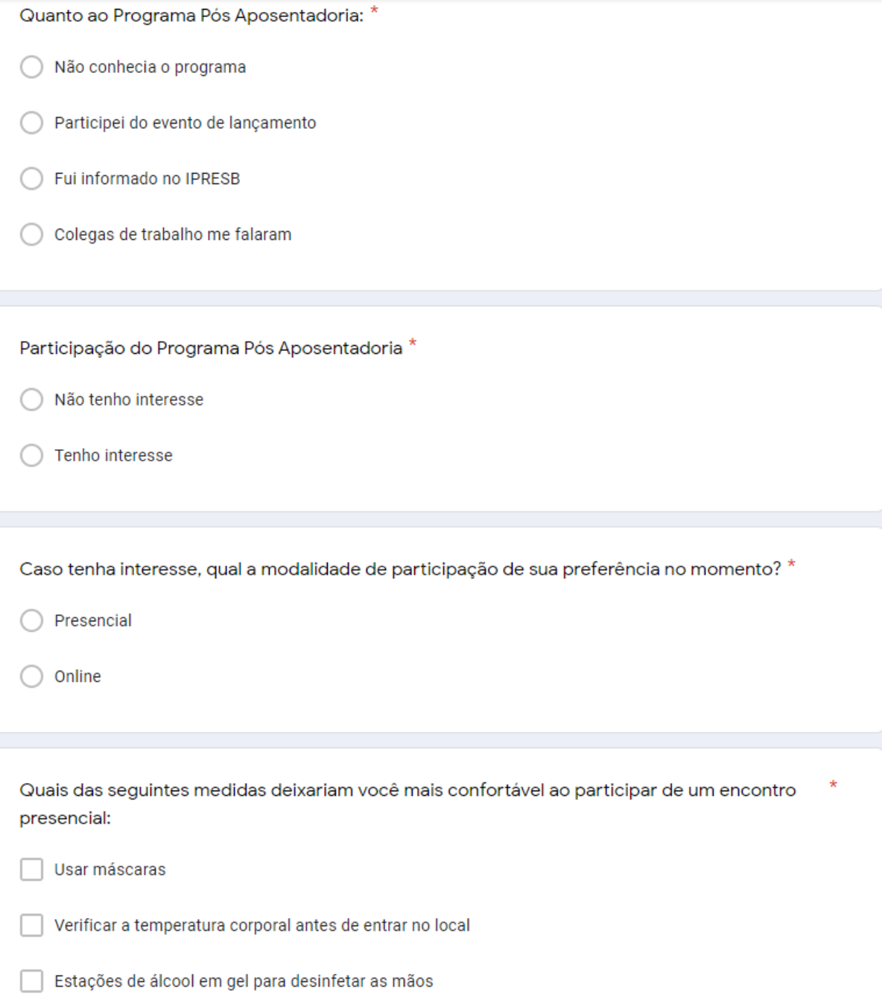 Quanto ao Programa Pós Aposentadoria: *
Não conhecia o programa
Participei do evento de lançamento
Fui informado no IPRESB
Colegas de trabalho me falaram
Participação do Programa Pós Aposentadoria *
Não tenho interesse
Tenho interesse
Caso tenha interesse, qual a modalidade de participação de sua preferência no momento? *
Presencial
Online
Quais das seguintes medidas deixariam você mais confortável ao participar de um encontro *
presencial:
Usar máscaras
Verificar a temperatura corporal antes de entrar no local
Estações de álcool em gel para desinfetar as mãos